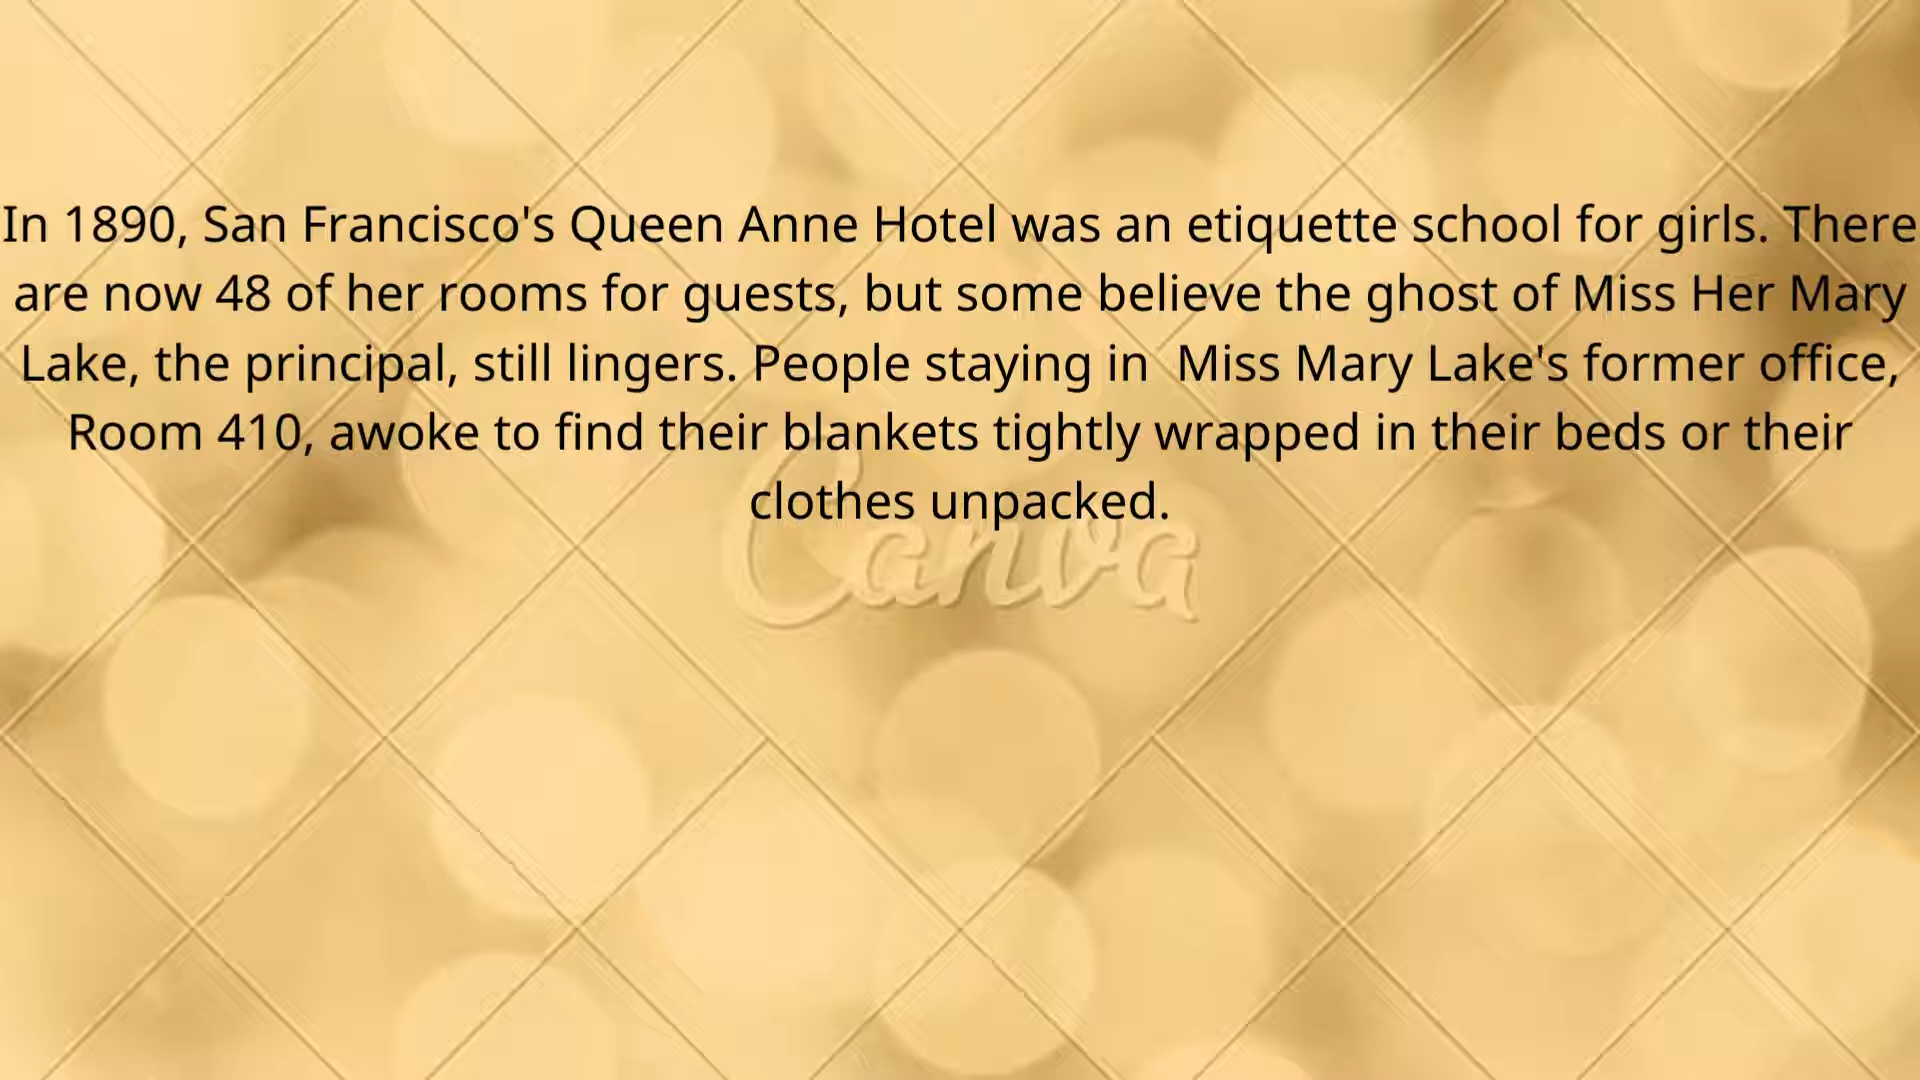 In 1890, San Francisco's Queen Anne Hotel was an etiquette school for girls. There
are now 48 of her rooms for guests, but some believe the ghost of Miss Her Mary
Lake, the principal, still lingers. People staying in  Miss Mary Lake's former office,
Room 410, awoke to find their blankets tightly wrapped in their beds or their
clothes unpacked.
Canva